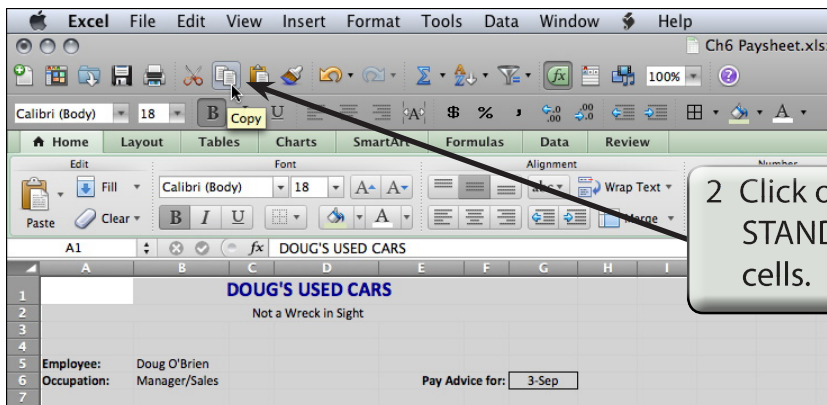 Excel File Edit View Insert Format Tools Data Window Help
Ch6 Paysheet.xls
100%
Calibri (Body) 18 B U $ %
Copy
Home Layout Tables Charts SmartArt Formulas Data Review
Edit Font Alignment Number
Fill Calibri (Body) 18 A A abc Wrap Text
Paste Clear B I U A Merge
A1 fx DOUG'S USED CARS
A B C D E F G H I
1 DOUG'S USED CARS
2 Not a Wreck in Sight
3
4
5 Employee: Doug O'Brien
6 Occupation: Manager/Sales Pay Advice for: 3-Sep
7
2 Click
STAND
cells.